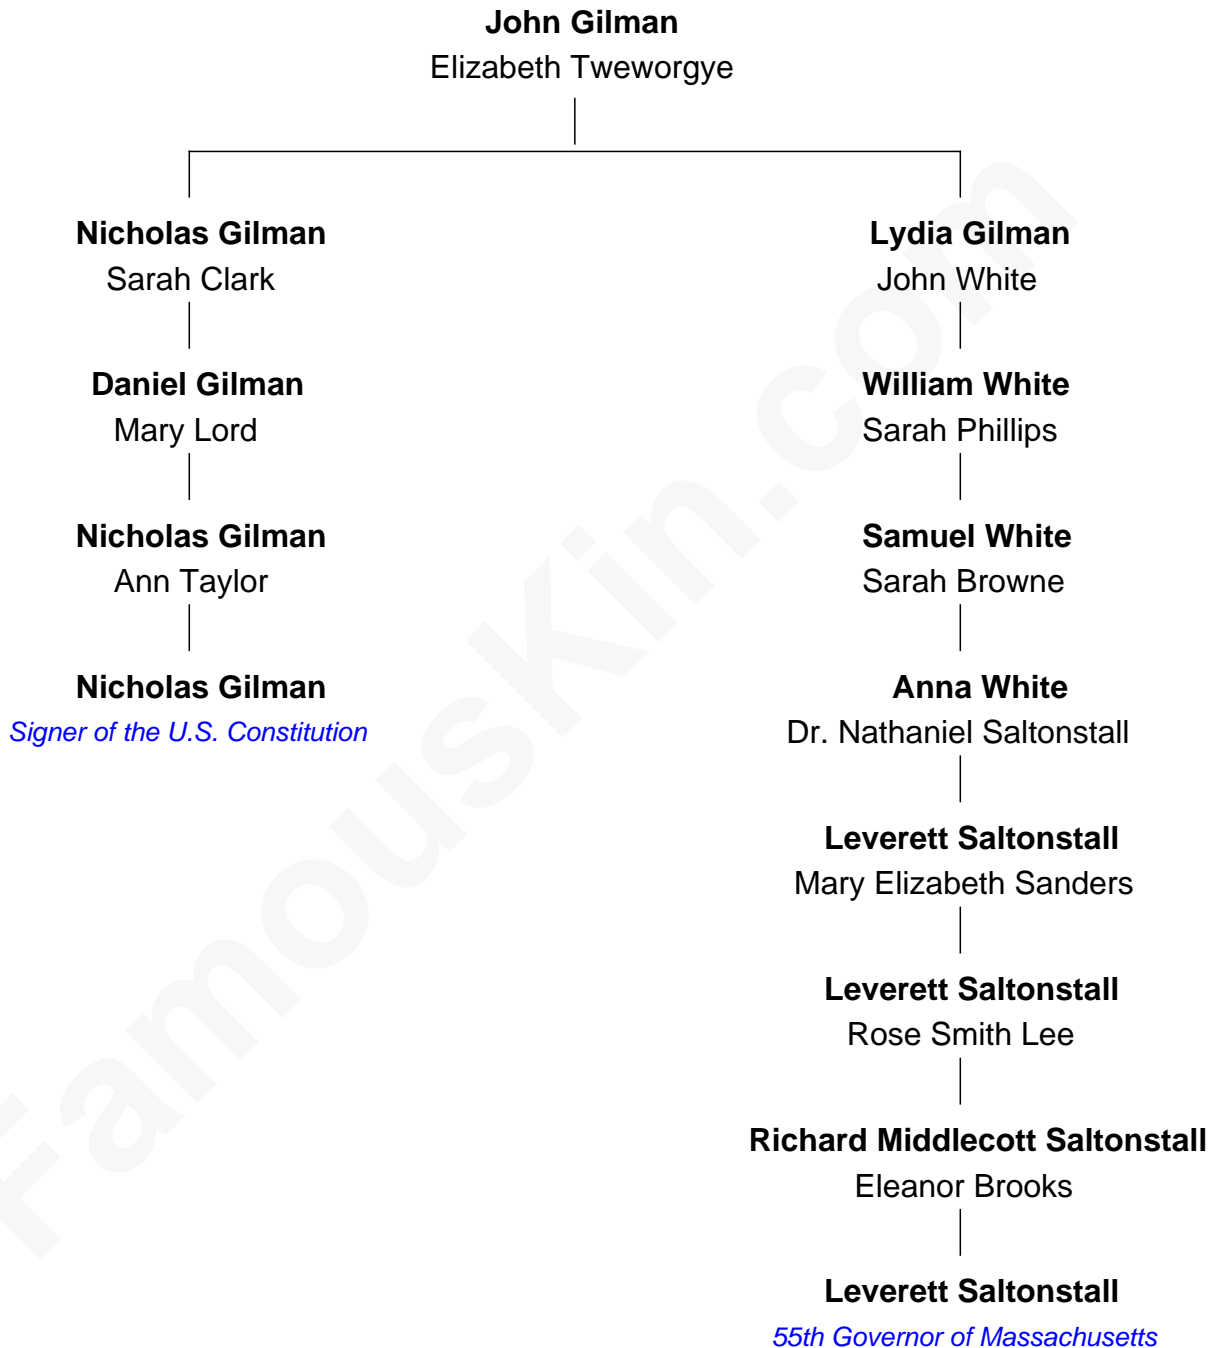 John Gilman
Elizabeth Tweworgye
Nicholas Gilman
Sarah Clark
Daniel Gilman
Mary Lord
Nicholas Gilman
Ann Taylor
Nicholas Gilman
Signer of the U.S. Constitution
Lydia Gilman
John White
William White
Sarah Phillips
Samuel White
Sarah Browne
Anna White
Dr. Nathaniel Saltonstall
Leverett Saltonstall
Mary Elizabeth Sanders
Leverett Saltonstall
Rose Smith Lee
Richard Middlecott Saltonstall
Eleanor Brooks
Leverett Saltonstall
55th Governor of Massachusetts
FamousKin.com